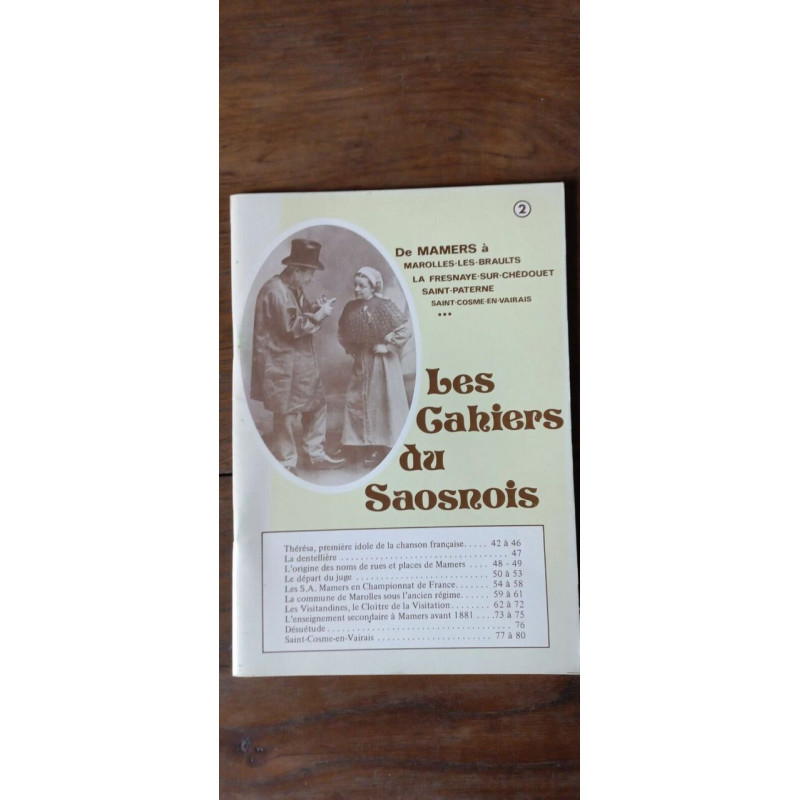 ②
De MAMERS à
MAROLLES-LES-BRAULTS
LA FRESNAYE-SUR-CHÉDOUET
SAINT-PATERNE
SAINT-COSME-EN-VAIRAIS
•••
Les
Cahiers
du
Saosnois
Thérésa, première idole de la chanson française..... 42 à 46
La dentellière .................................... 47
L'origine des noms de rues et places de Mamers .... 48 - 49
Le départ du juge ............................ 50 à 53
Les S.A. Mamers en Championnat de France....... 54 à 58
La commune de Marolles sous l'ancien régime...... 59 à 61
Les Visitandines, le Cloître de la Visitation........ 62 à 72
L'enseignement secondaire à Mamers avant 1881 ....73 à 75
Désuétude....................................... 76
Saint-Cosme-en-Vairais ........................ 77 à 80